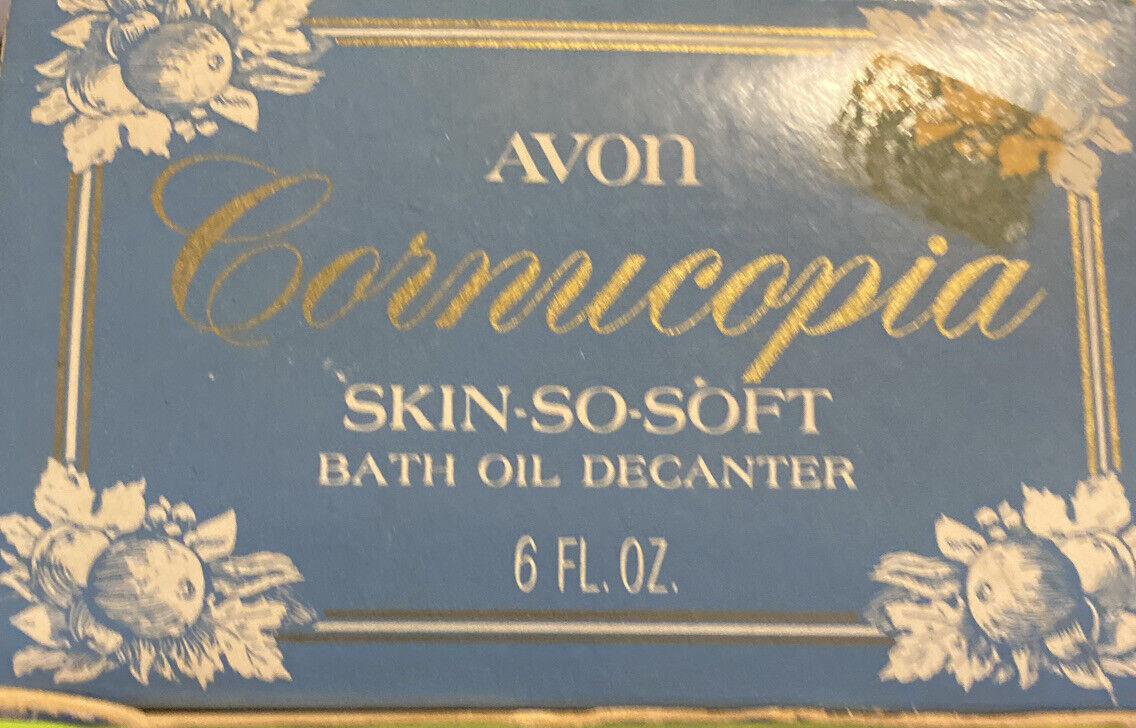 AVON
Cornucopia
SKIN-SO-SOFT
BATH OIL DECANTER
6 FL. OZ.